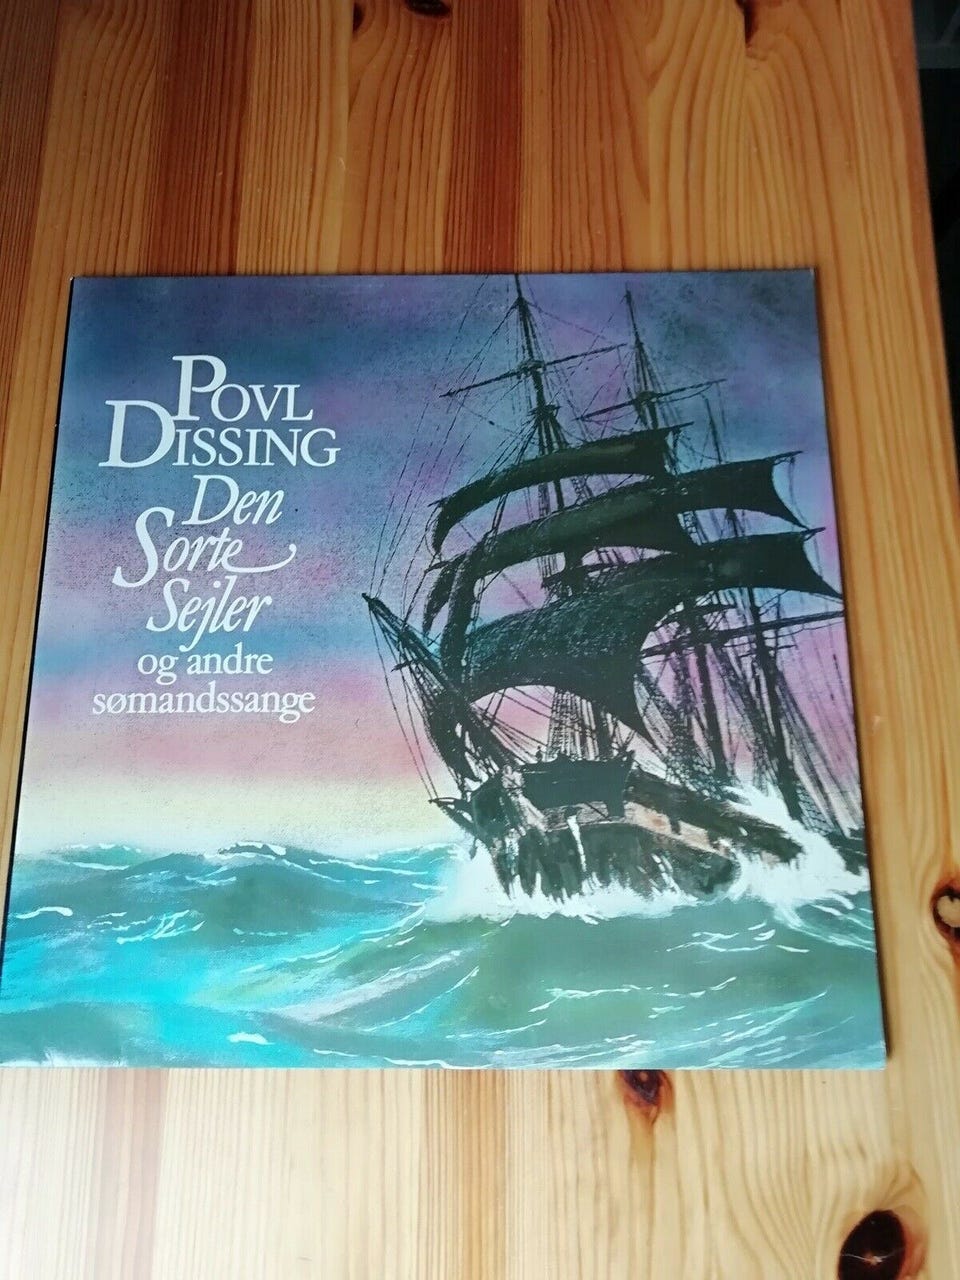 POVL
DISSING
Den
Sorte
Sejler
og andre
sømandssange